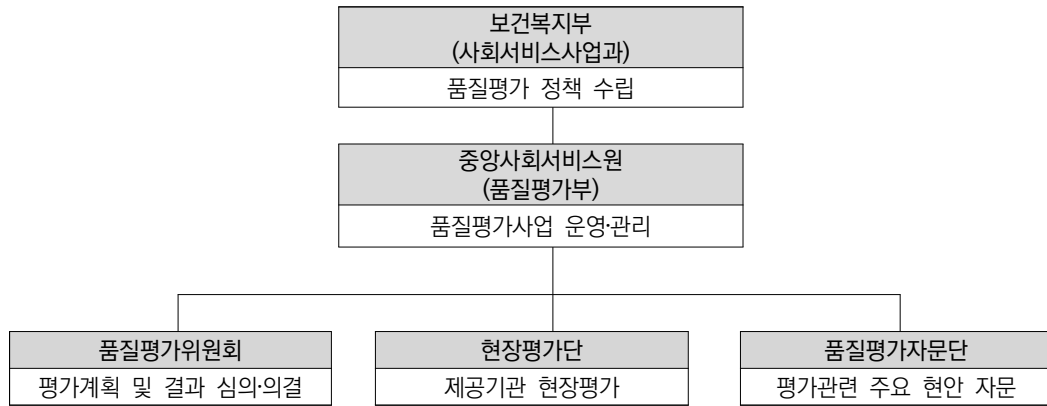 보건복지부
(사회서비스사업과)
품질평가 정책 수립
중앙사회서비스원
(품질평가부)
품질평가사업 운영·관리
품질평가위원회
평가계획 및 결과 심의·의결
현장평가단
제공기관 현장평가
품질평가자문단
평가관련 주요 현안 자문